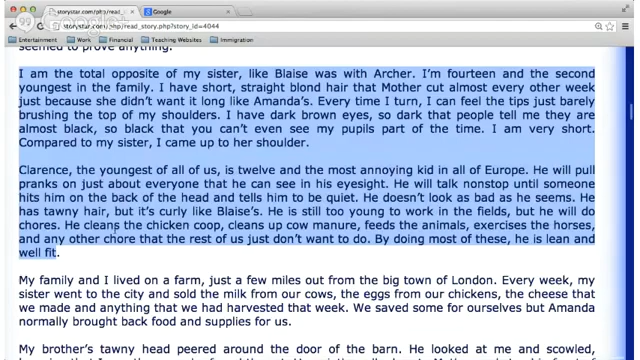 storystar.com/php/read_s
Google
storystar.com/php/read_story.php?story_id=4044
Entertainment Work Financial Teaching Websites Immigration
seemed to prove anything.
I am the total opposite of my sister, like Blaise was with Archer. I'm fourteen and the second
youngest in the family. I have short, straight blond hair that Mother cut almost every other week
just because she didn't want it long like Amanda's. Every time I turn, I can feel the tips just barely
brushing the top of my shoulders. I have dark brown eyes, so dark that people tell me they are
almost black, so black that you can't even see my pupils part of the time. I am very short.
Compared to my sister, I came up to her shoulder.
Clarence, the youngest of all of us, is twelve and the most annoying kid in all of Europe. He will pull
pranks on just about everyone that he can see in his eyesight. He will talk nonstop until someone
hits him on the back of the head and tells him to be quiet. He doesn't look as bad as he seems. He
has tawny hair, but it's curly like Blaise's. He is still too young to work in the fields, but he will do
chores. He cleans the chicken coop, cleans up cow manure, feeds the animals, exercises the horses,
and any other chore that the rest of us just don't want to do. By doing most of these, he is lean and
well fit.
My family and I lived on a farm, just a few miles out from the big town of London. Every week, my
sister went to the city and sold the milk from our cows, the eggs from our chickens, the cheese that
we made and anything that we had harvested that week. We saved some for ourselves but Amanda
normally brought back food and supplies for us.
My brother's tawny head peered around the door of the barn. He looked at me and scowled,